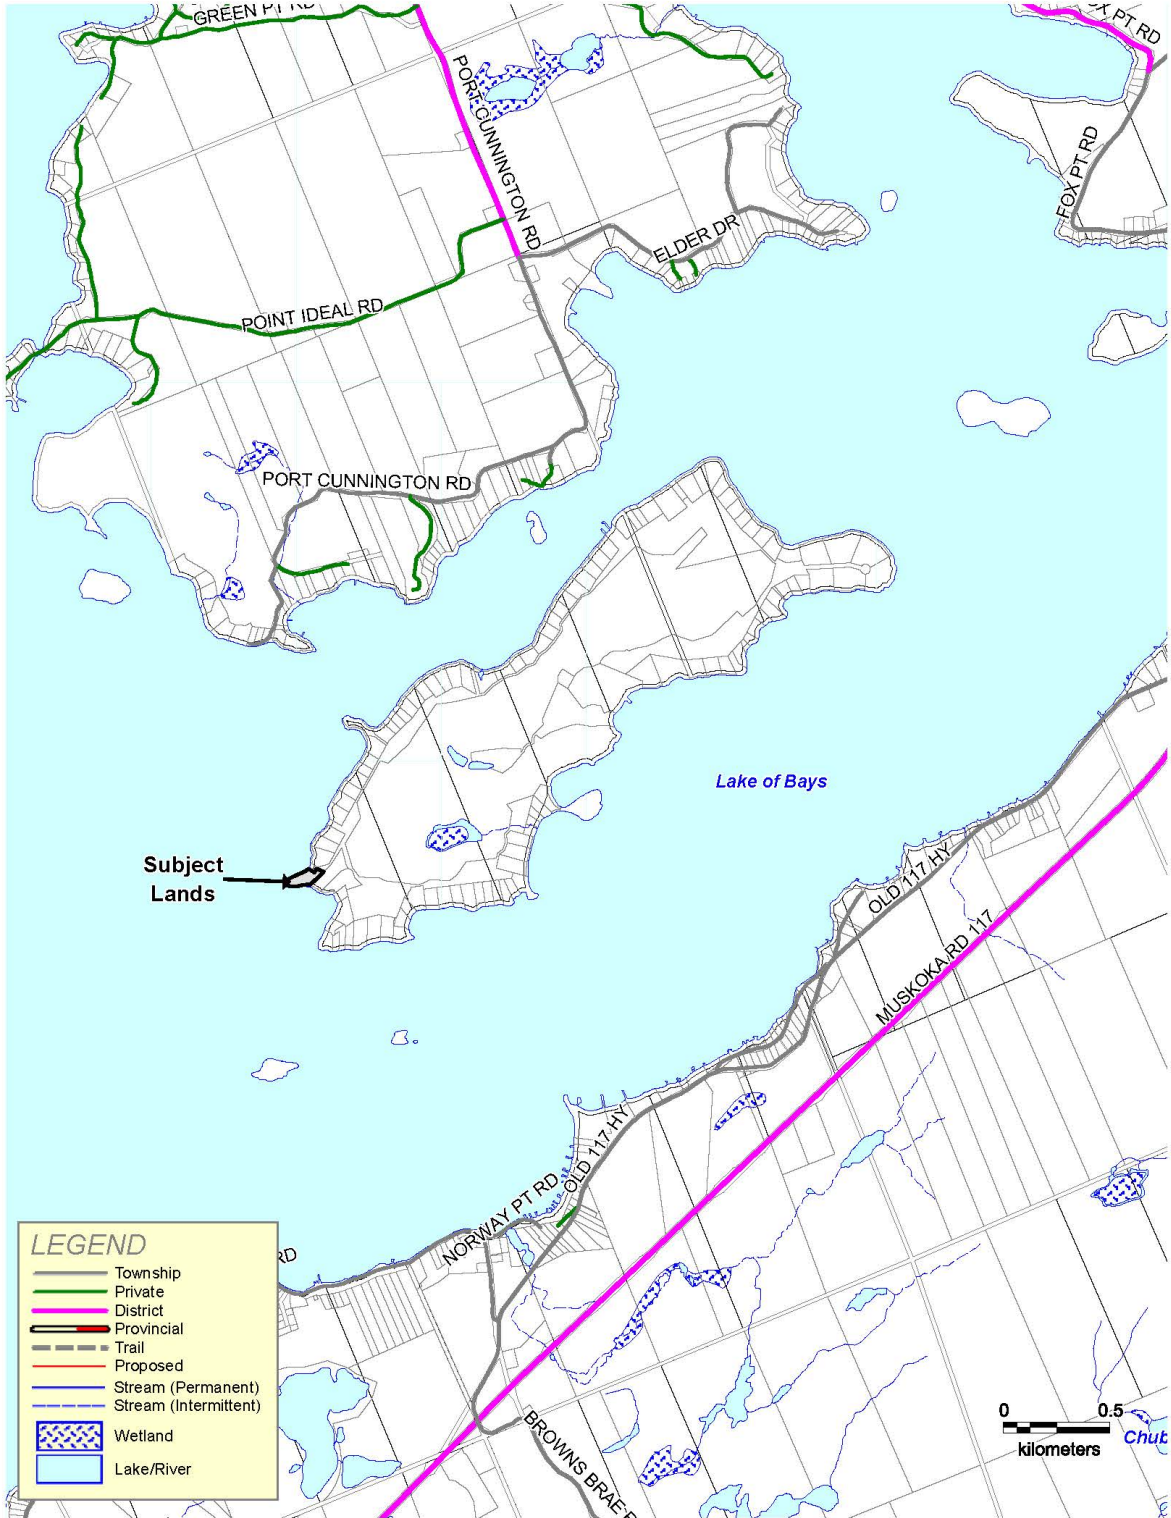 GREEN PT RD
X PT RD
PORT CUNNINGTON RD
FOX PT RD
ELDER DR
POINT IDEAL RD
PORT CUNNINGTON RD
Lake of Bays
Subject
Lands
OLD 117 HY
MUSKOKA RD 117
OLD 117 HY
NORWAY PT RD
RD
LEGEND
Township
Private
District
Provincial
Trail
Proposed
Stream (Permanent)
Stream (Intermittent)
Wetland
Lake/River
BROWNS BRAE
0 0.5
kilometers
Chub